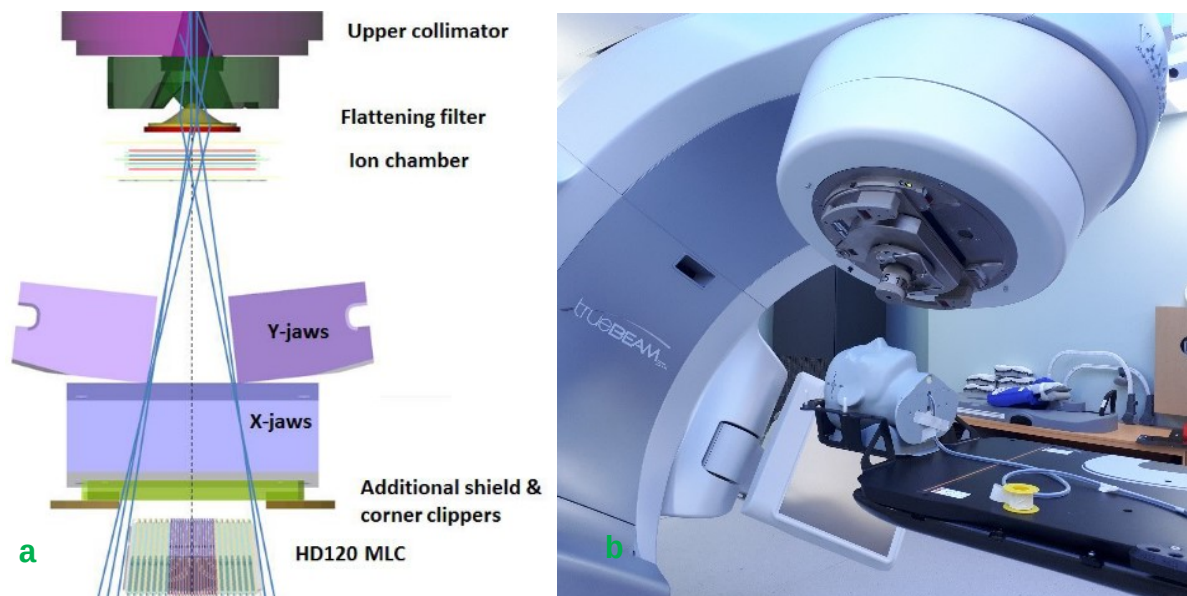 Upper collimator
Flattening filter
Ion chamber
Y-jaws
X-jaws
Additional shield &
corner clippers
HD120 MLC
a
trueBEAM
b